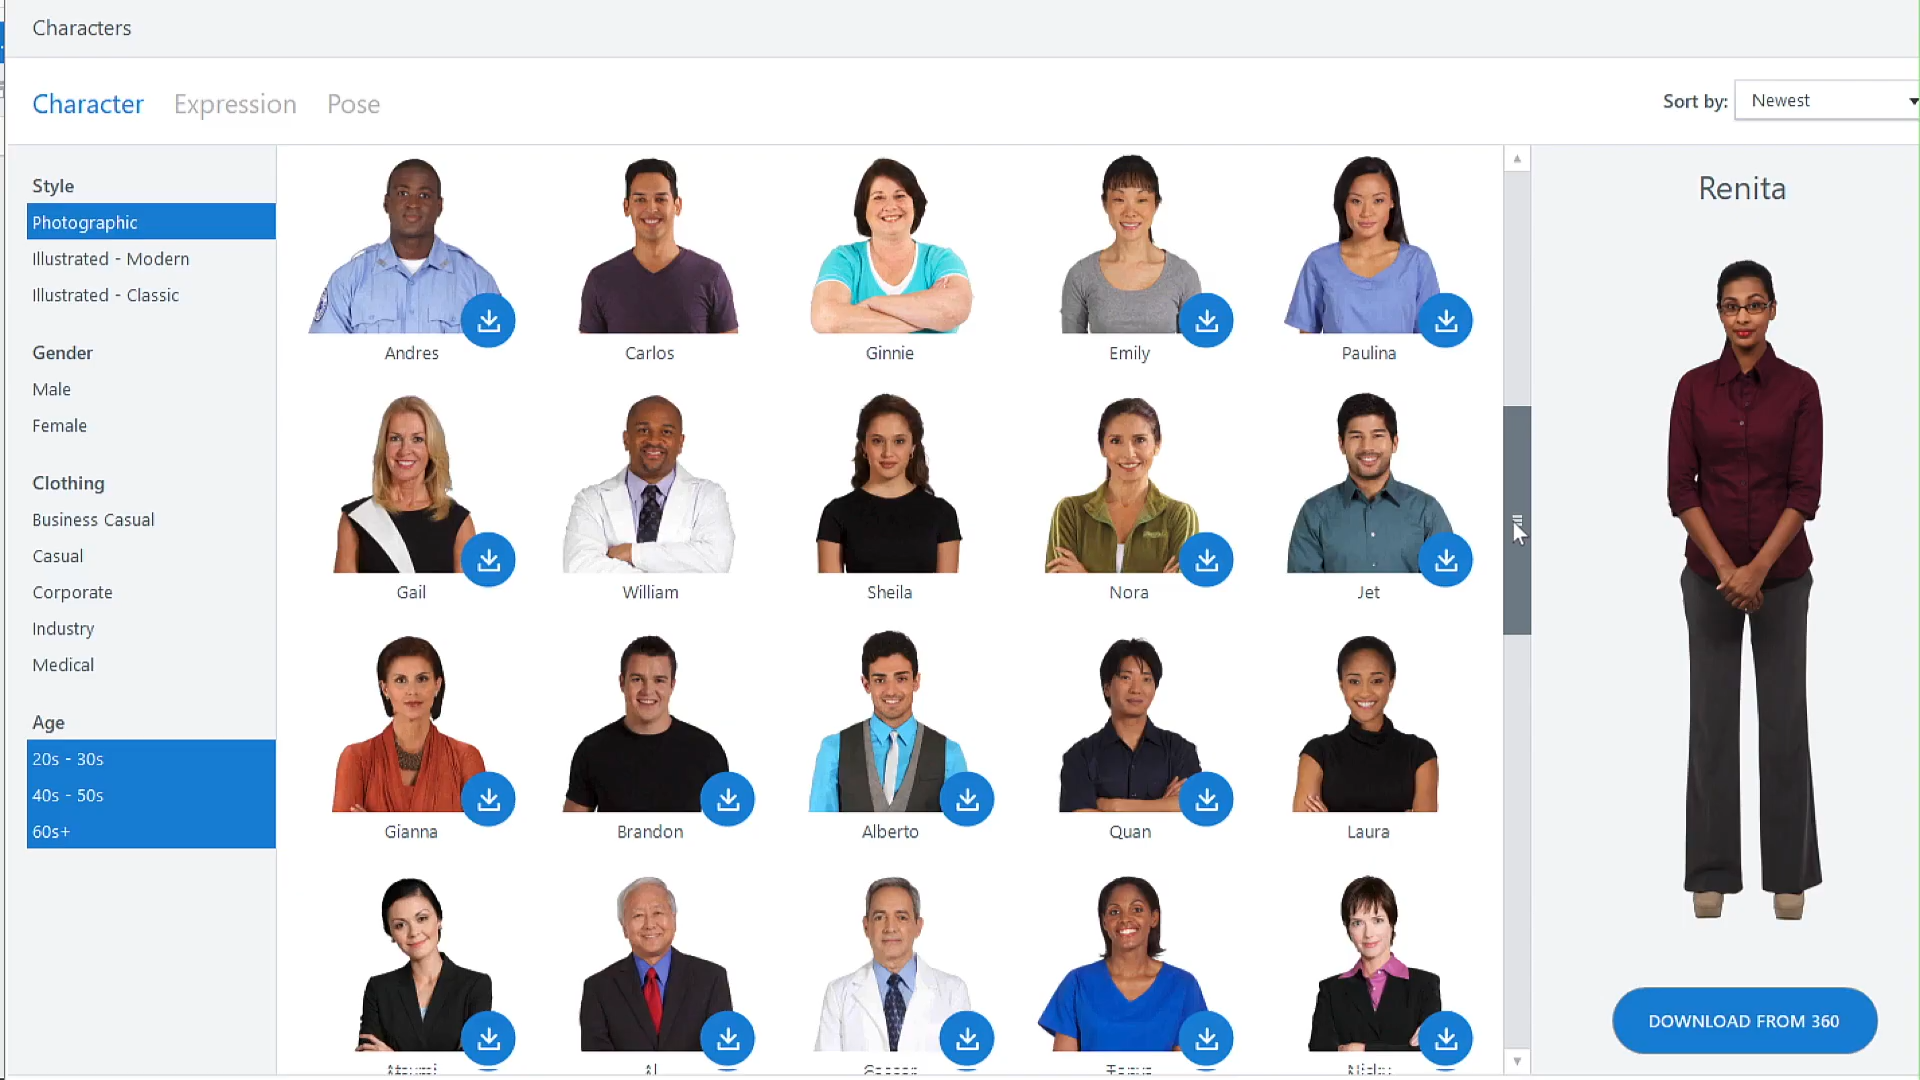 Characters
Character Expression Pose
Sort by: Newest
Style
Photographic
Illustrated - Modern
Illustrated - Classic
Gender
Male
Female
Clothing
Business Casual
Casual
Corporate
Industry
Medical
Age
20s - 30s
40s - 50s
60s+
Andres Carlos Ginnie Emily Paulina
Gail William Sheila Nora Jet
Gianna Brandon Alberto Quan Laura
Renita
DOWNLOAD FROM 360